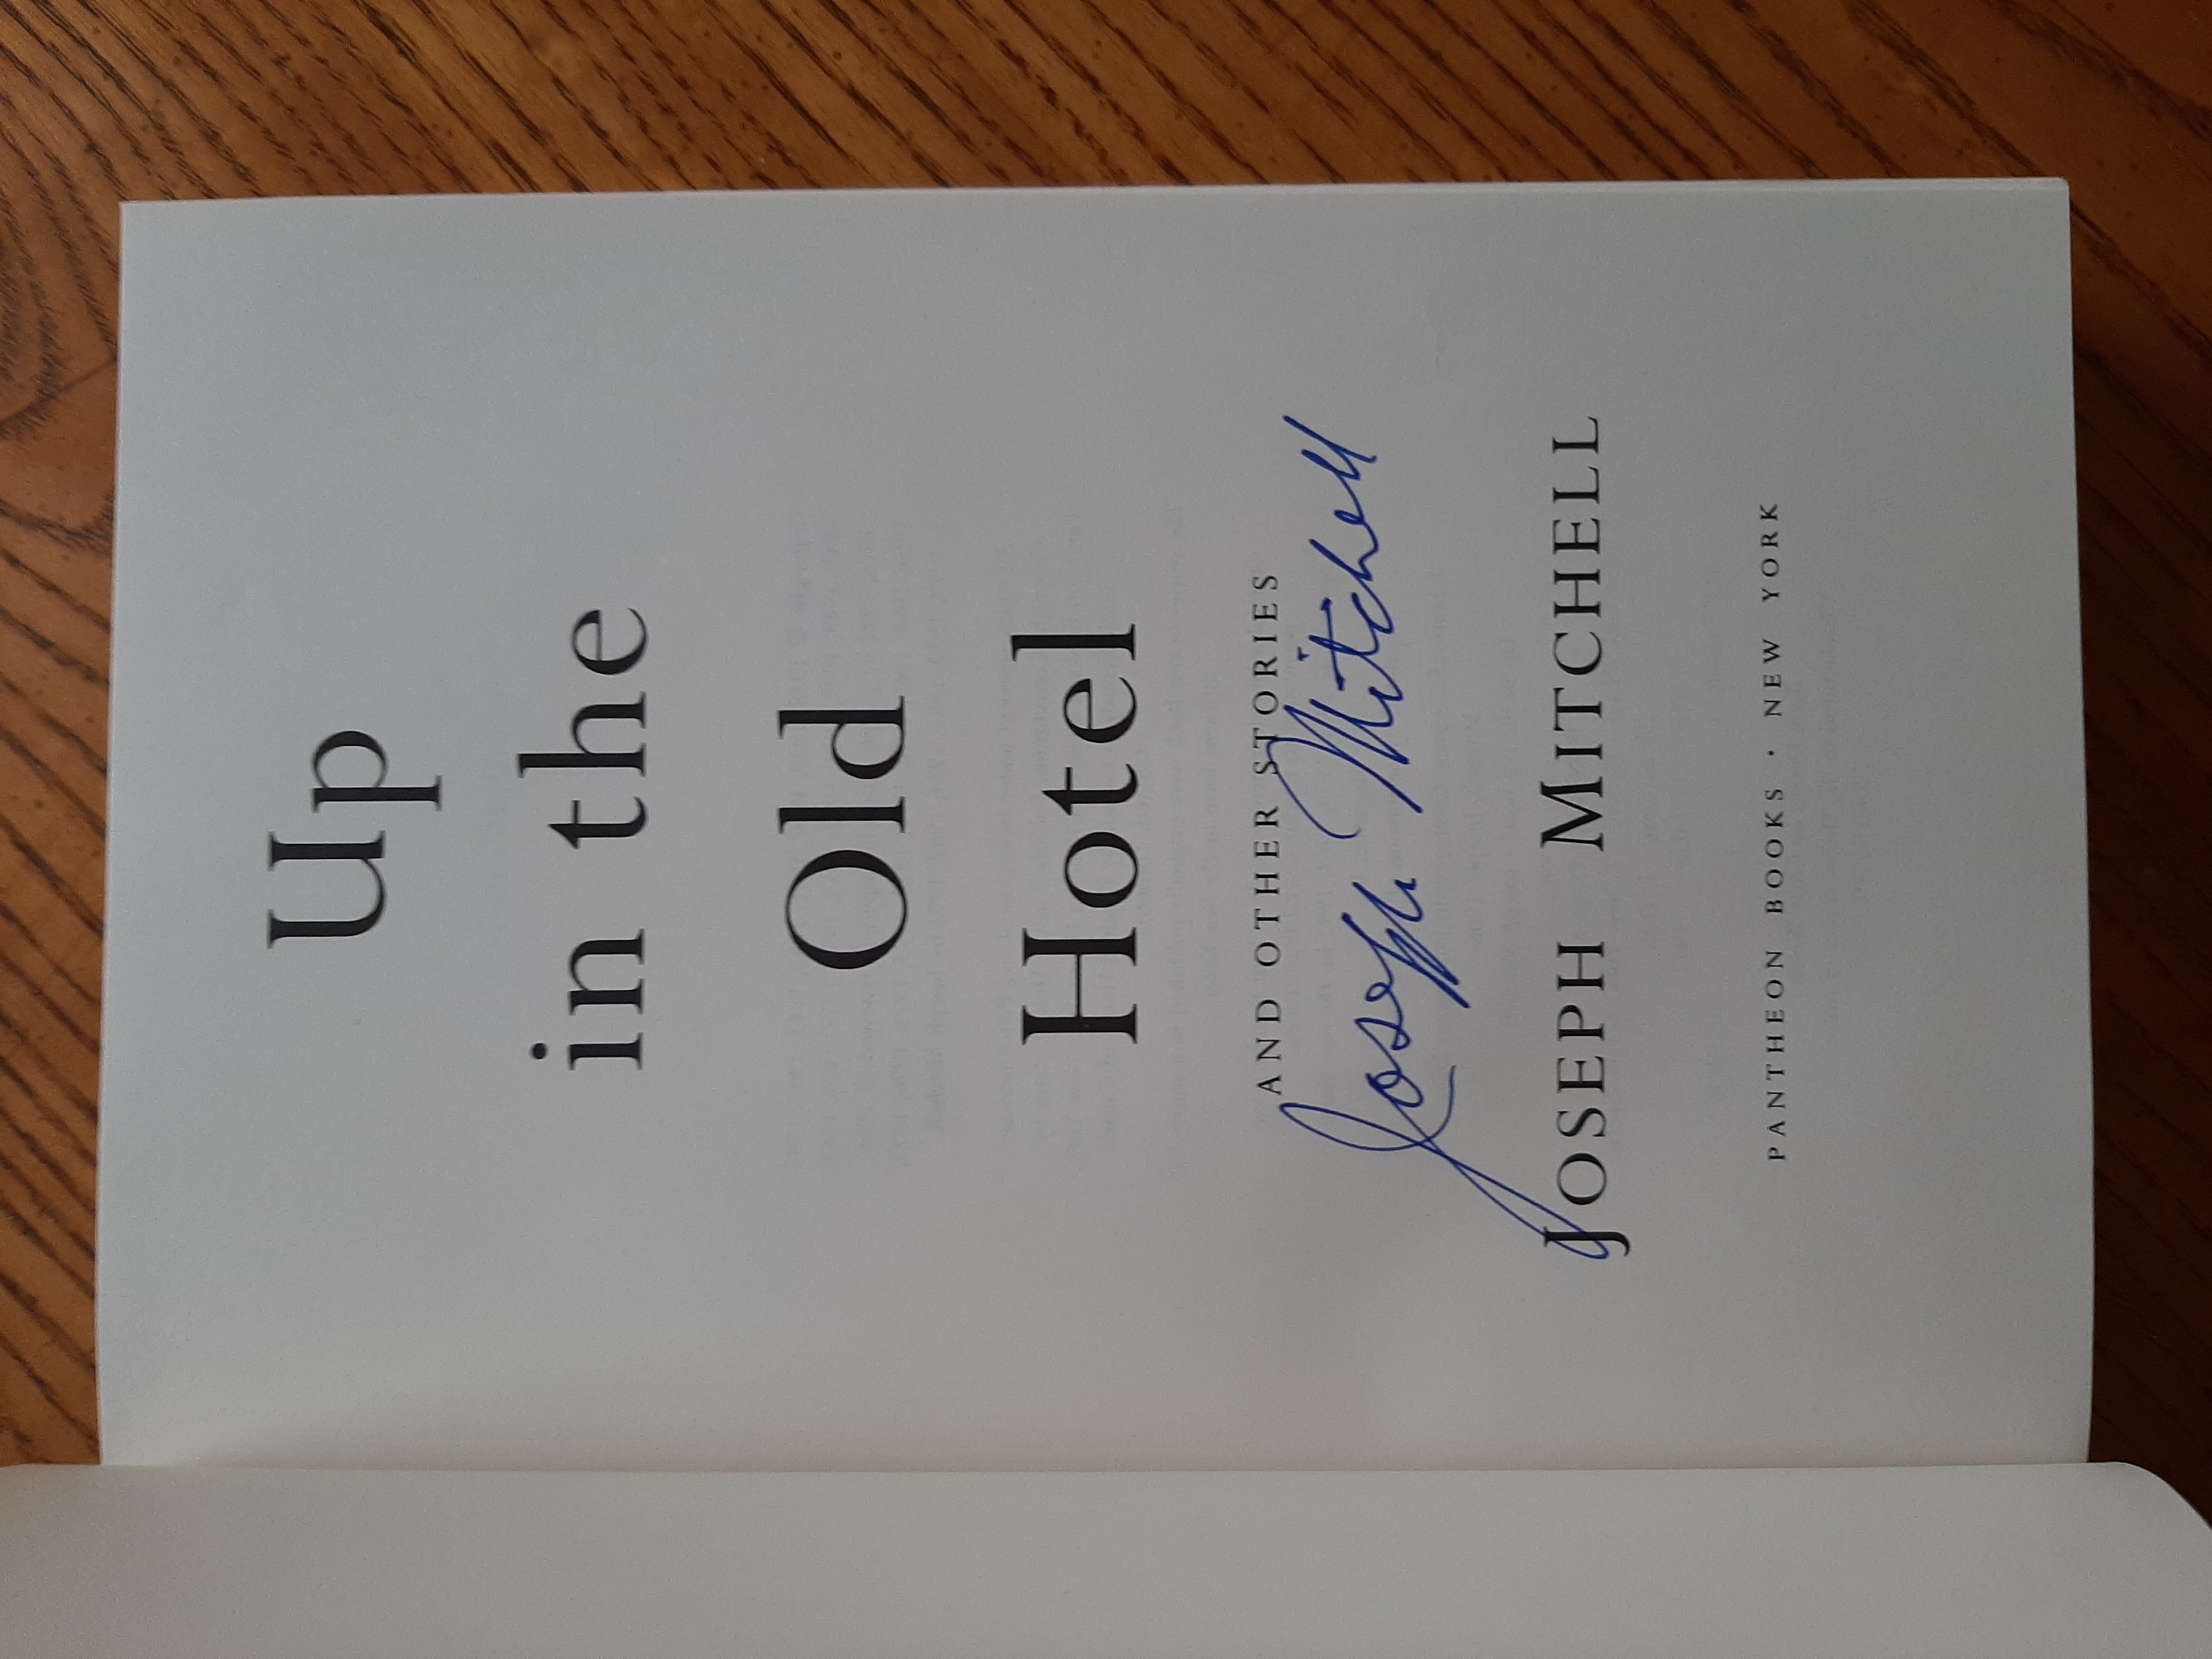 Up
in the
Old
Hotel
AND OTHER STORIES
Joseph Mitchell
JOSEPH MITCHELL
PANTHEON BOOKS · NEW YORK